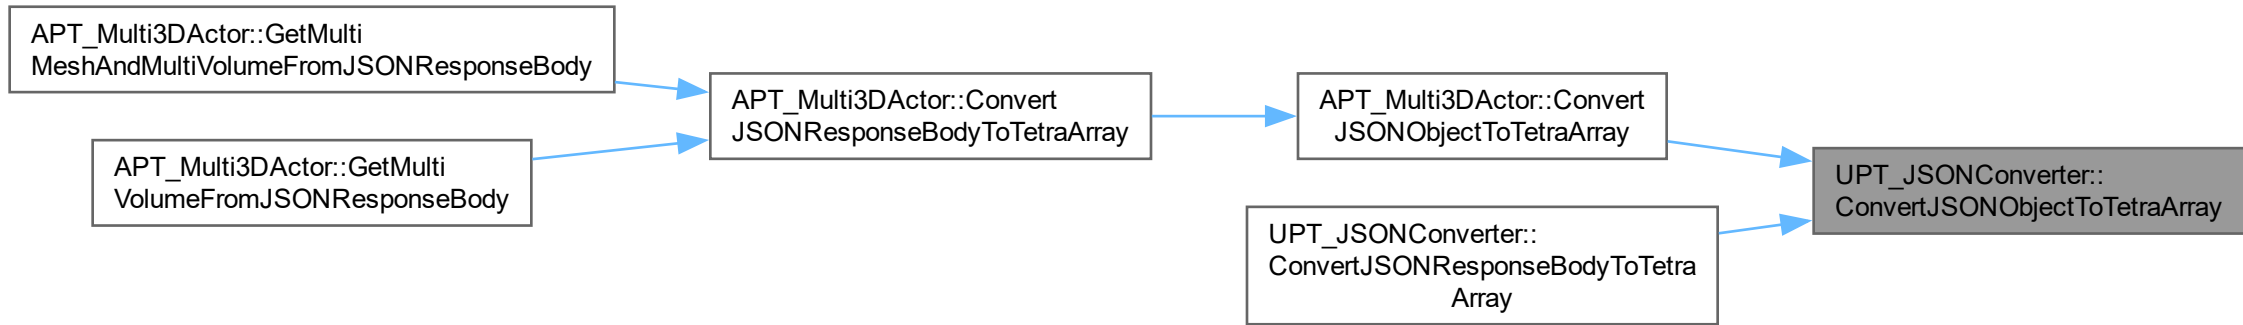 APT_Multi3DActor::GetMulti
MeshAndMultiVolumeFromJSONResponseBody
APT_Multi3DActor::GetMulti
VolumeFromJSONResponseBody
APT_Multi3DActor::Convert
JSONResponseBodyToTetraArray
APT_Multi3DActor::Convert
JSONObjectToTetraArray
UPT_JSONConverter::
ConvertJSONResponseBodyToTetra
Array
UPT_JSONConverter::
ConvertJSONObjectToTetraArray